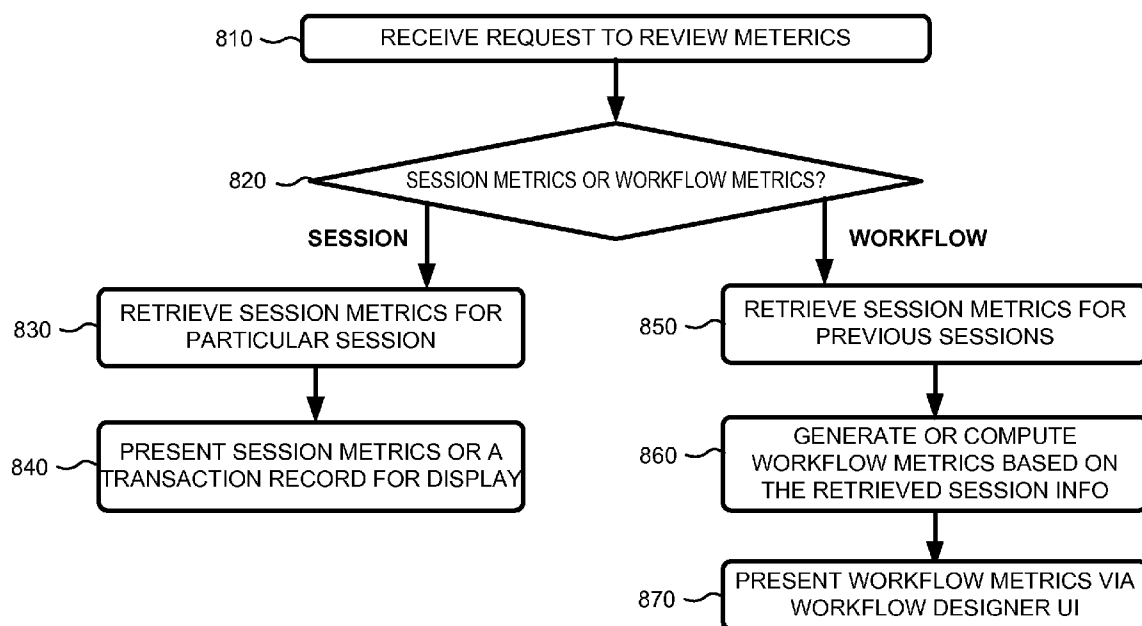 810
RECEIVE REQUEST TO REVIEW METERICS
820
SESSION METRICS OR WORKFLOW METRICS?
SESSION
WORKFLOW
830
RETRIEVE SESSION METRICS FOR
PARTICULAR SESSION
840
PRESENT SESSION METRICS OR A
TRANSACTION RECORD FOR DISPLAY
850
RETRIEVE SESSION METRICS FOR
PREVIOUS SESSIONS
860
GENERATE OR COMPUTE
WORKFLOW METRICS BASED ON
THE RETRIEVED SESSION INFO
870
PRESENT WORKFLOW METRICS VIA
WORKFLOW DESIGNER UI